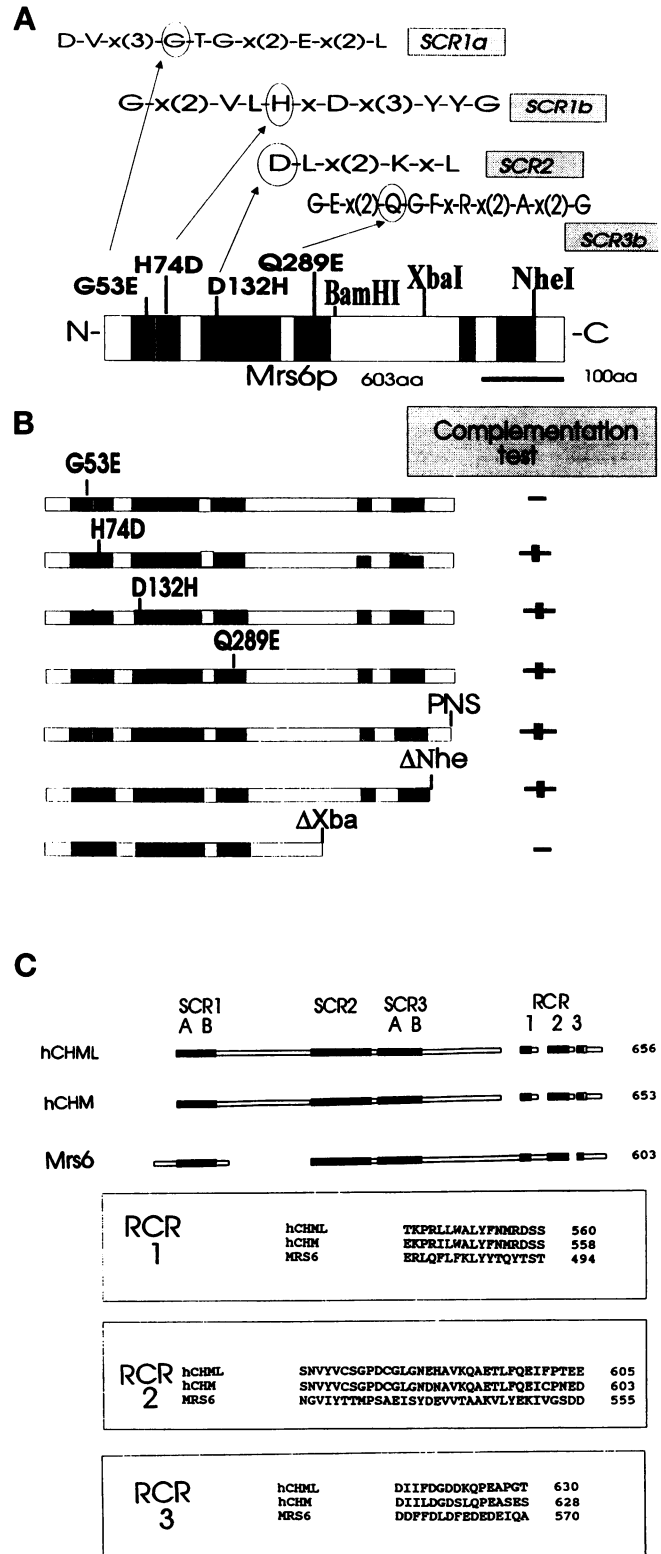 A
D-V-x(3)-G-T-G-x(2)-E-x(2)-L SCR1a
G-x(2)-V-L-H-x-D-x(3)-Y-Y-G SCR1b
D-L-x(2)-K-x-L SCR2
G-E-x(2)-Q-G-F-x-R-x(2)-A-x(2)-G
SCR3b
G53E H74D D132H Q289E BamHI XbaI NheI
N- -C
Mrs6p 603aa 100aa
B
Complementation
test
G53E
−
H74D
+
D132H
+
Q289E
+
PNS
+
ΔNhe
+
ΔXba
−
C
SCR1 SCR2 SCR3 RCR
A B A B 1 2 3
hCHML 656
hCHM 653
Mrs6 603
RCR
1
hCHML TKPRLLWALYFNMRDSS 560
hCHM EKPRILWALYFNMRDSS 558
MRS6 ERLQFLFKLYYTQYTST 494
RCR
2
hCHML SNVYVCSGPDCGLGNEHAVKQAETLFQEIFPTEE 605
hCHM SNVYVCSGPDCGLGNDNAVKQAETLFQEICPNED 603
MRS6 NGVIYTTMPSAEISYDEVVTAAKVLYEKIVGSDD 555
RCR
3
hCHML DIIFDGDDKQPEAPGT 630
hCHM DIILDGDSLQPEASES 628
MRS6 DDFFDLDFEDEDEIQA 570